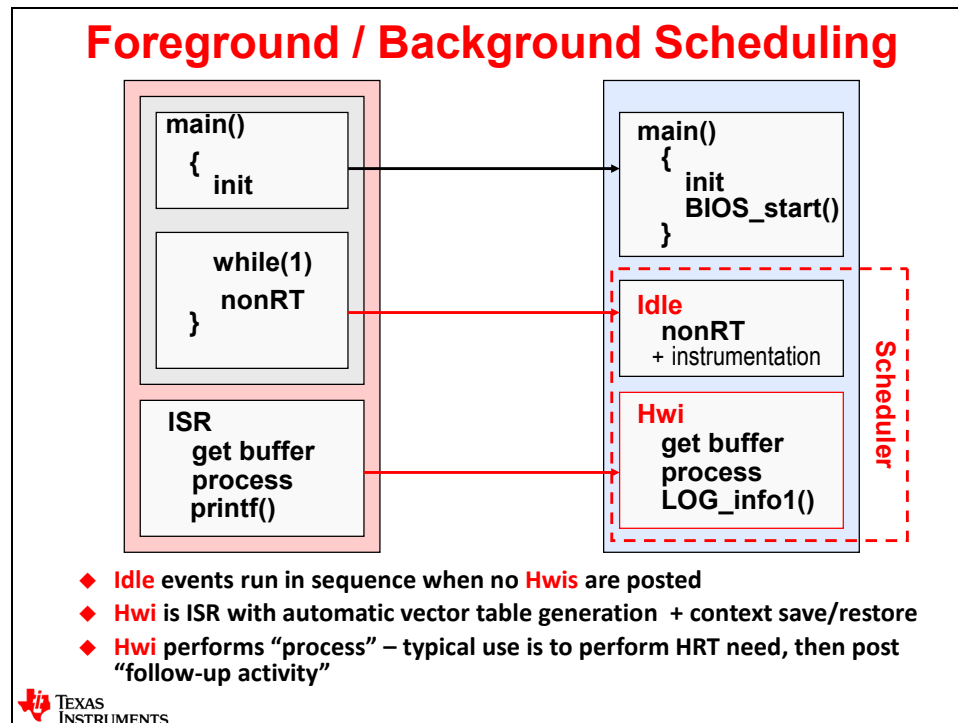 Foreground / Background Scheduling
main()
{
init
while(1)
nonRT
}
ISR
get buffer
process
printf()
main()
{
init
BIOS_start()
}
Idle
nonRT
+ instrumentation
Hwi
get buffer
process
LOG_info1()
Scheduler
◆ Idle events run in sequence when no Hwis are posted
◆ Hwi is ISR with automatic vector table generation + context save/restore
◆ Hwi performs “process” – typical use is to perform HRT need, then post
“follow-up activity”
TEXAS
INSTRUMENTS